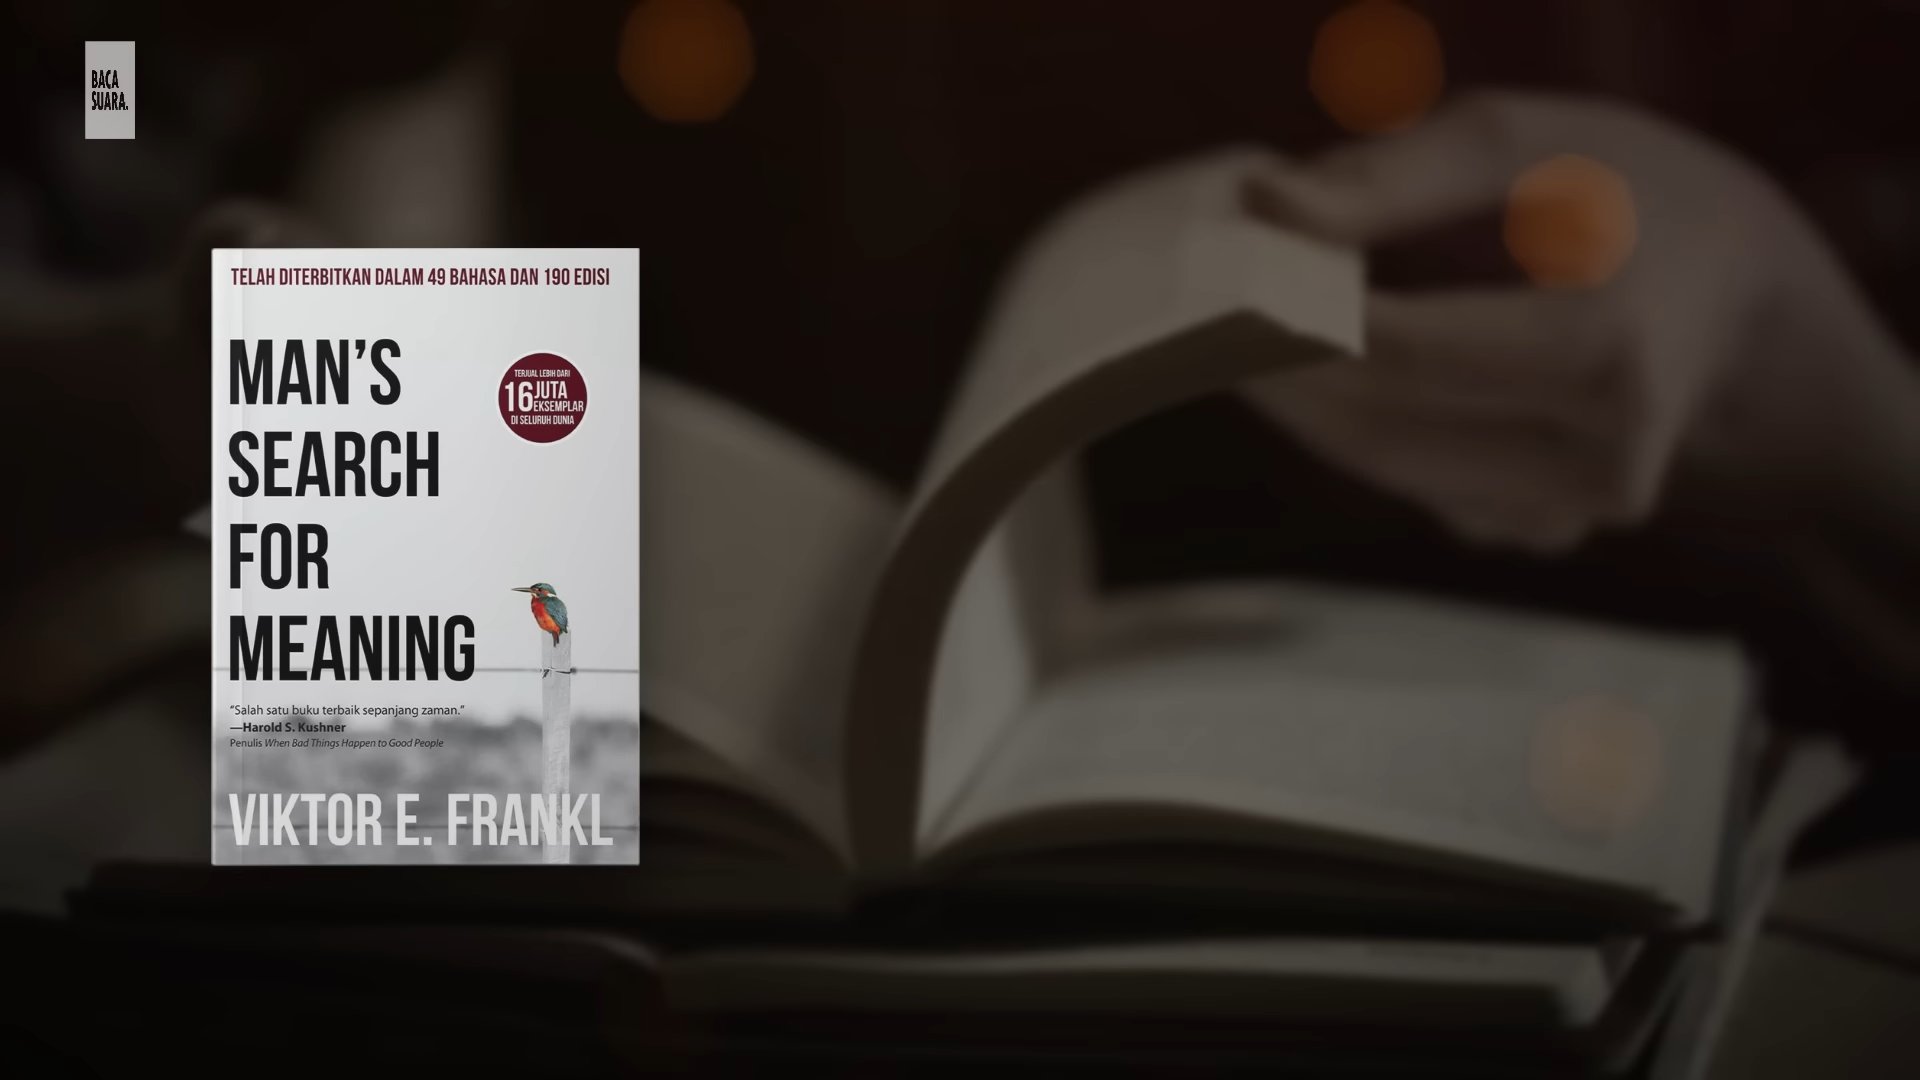 BACA
SUARA.
TELAH DITERBITKAN DALAM 49 BAHASA DAN 190 EDISI
MAN'S
SEARCH
FOR
MEANING
TERJUAL LEBIH DARI
16 JUTA
EKSEMPLAR
DI SELURUH DUNIA
“Salah satu buku terbaik sepanjang zaman.”
—Harold S. Kushner
Penulis When Bad Things Happen to Good People
VIKTOR E. FRANKL